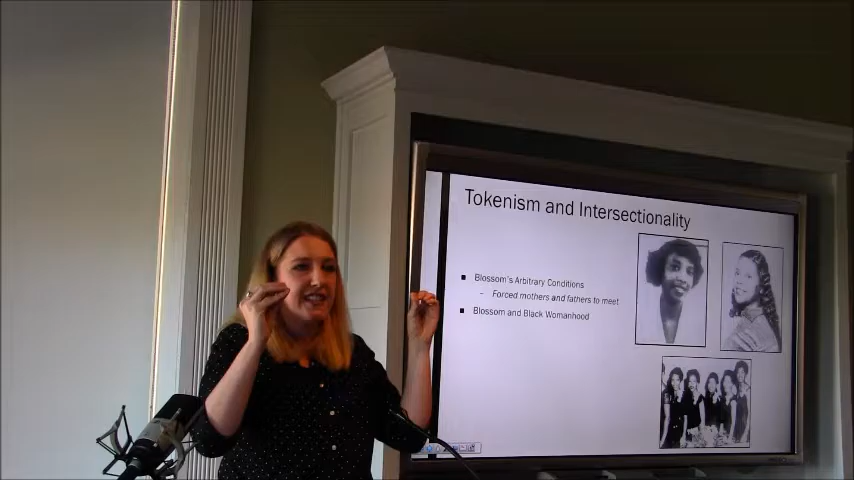 Tokenism and Intersectionality
Blossom's Arbitrary Conditions
Forced mothers and fathers to meet
Blossom and Black Womanhood